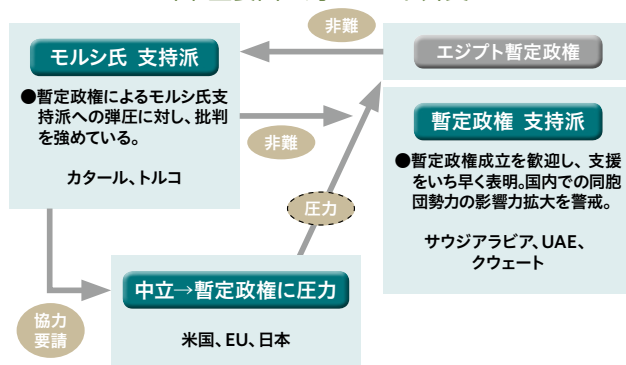 非難
モルシ氏 支持派
●暫定政権によるモルシ氏支
持派への弾圧に対し、批判
を強めている。
カタール、トルコ
エジプト暫定政権
非難
暫定政権 支持派
●暫定政権成立を歓迎し、支援
をいち早く表明。国内での同胞
団勢力の影響力拡大を警戒。
サウジアラビア、UAE、
クウェート
圧力
中立→暫定政権に圧力
米国、EU、日本
協力
要請